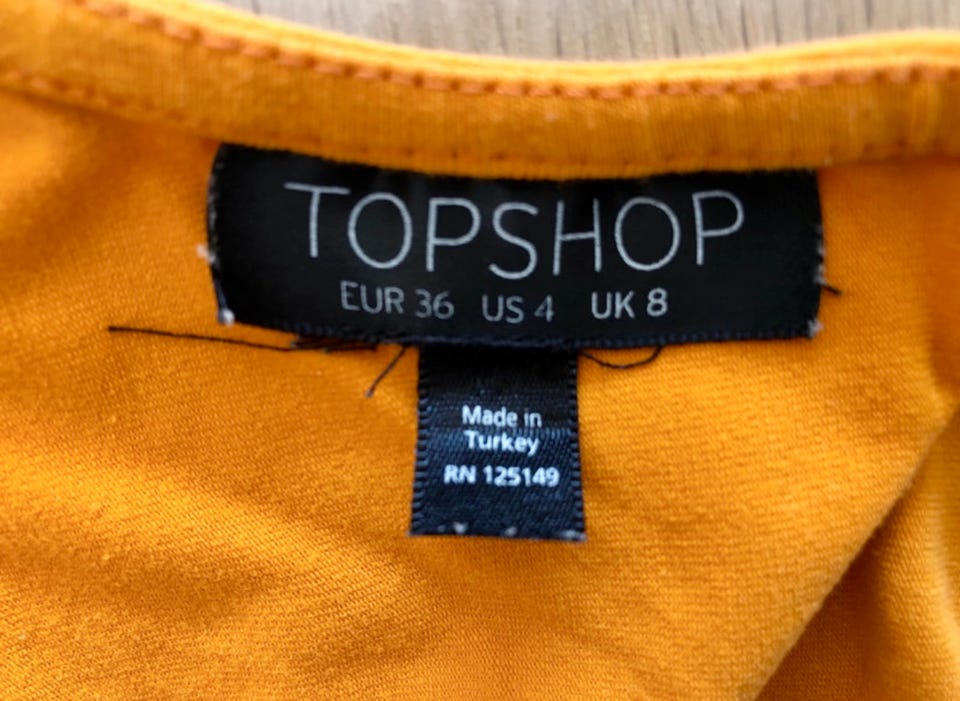 TOPSHOP
EUR 36 US 4 UK 8
Made in
Turkey
RN 125149